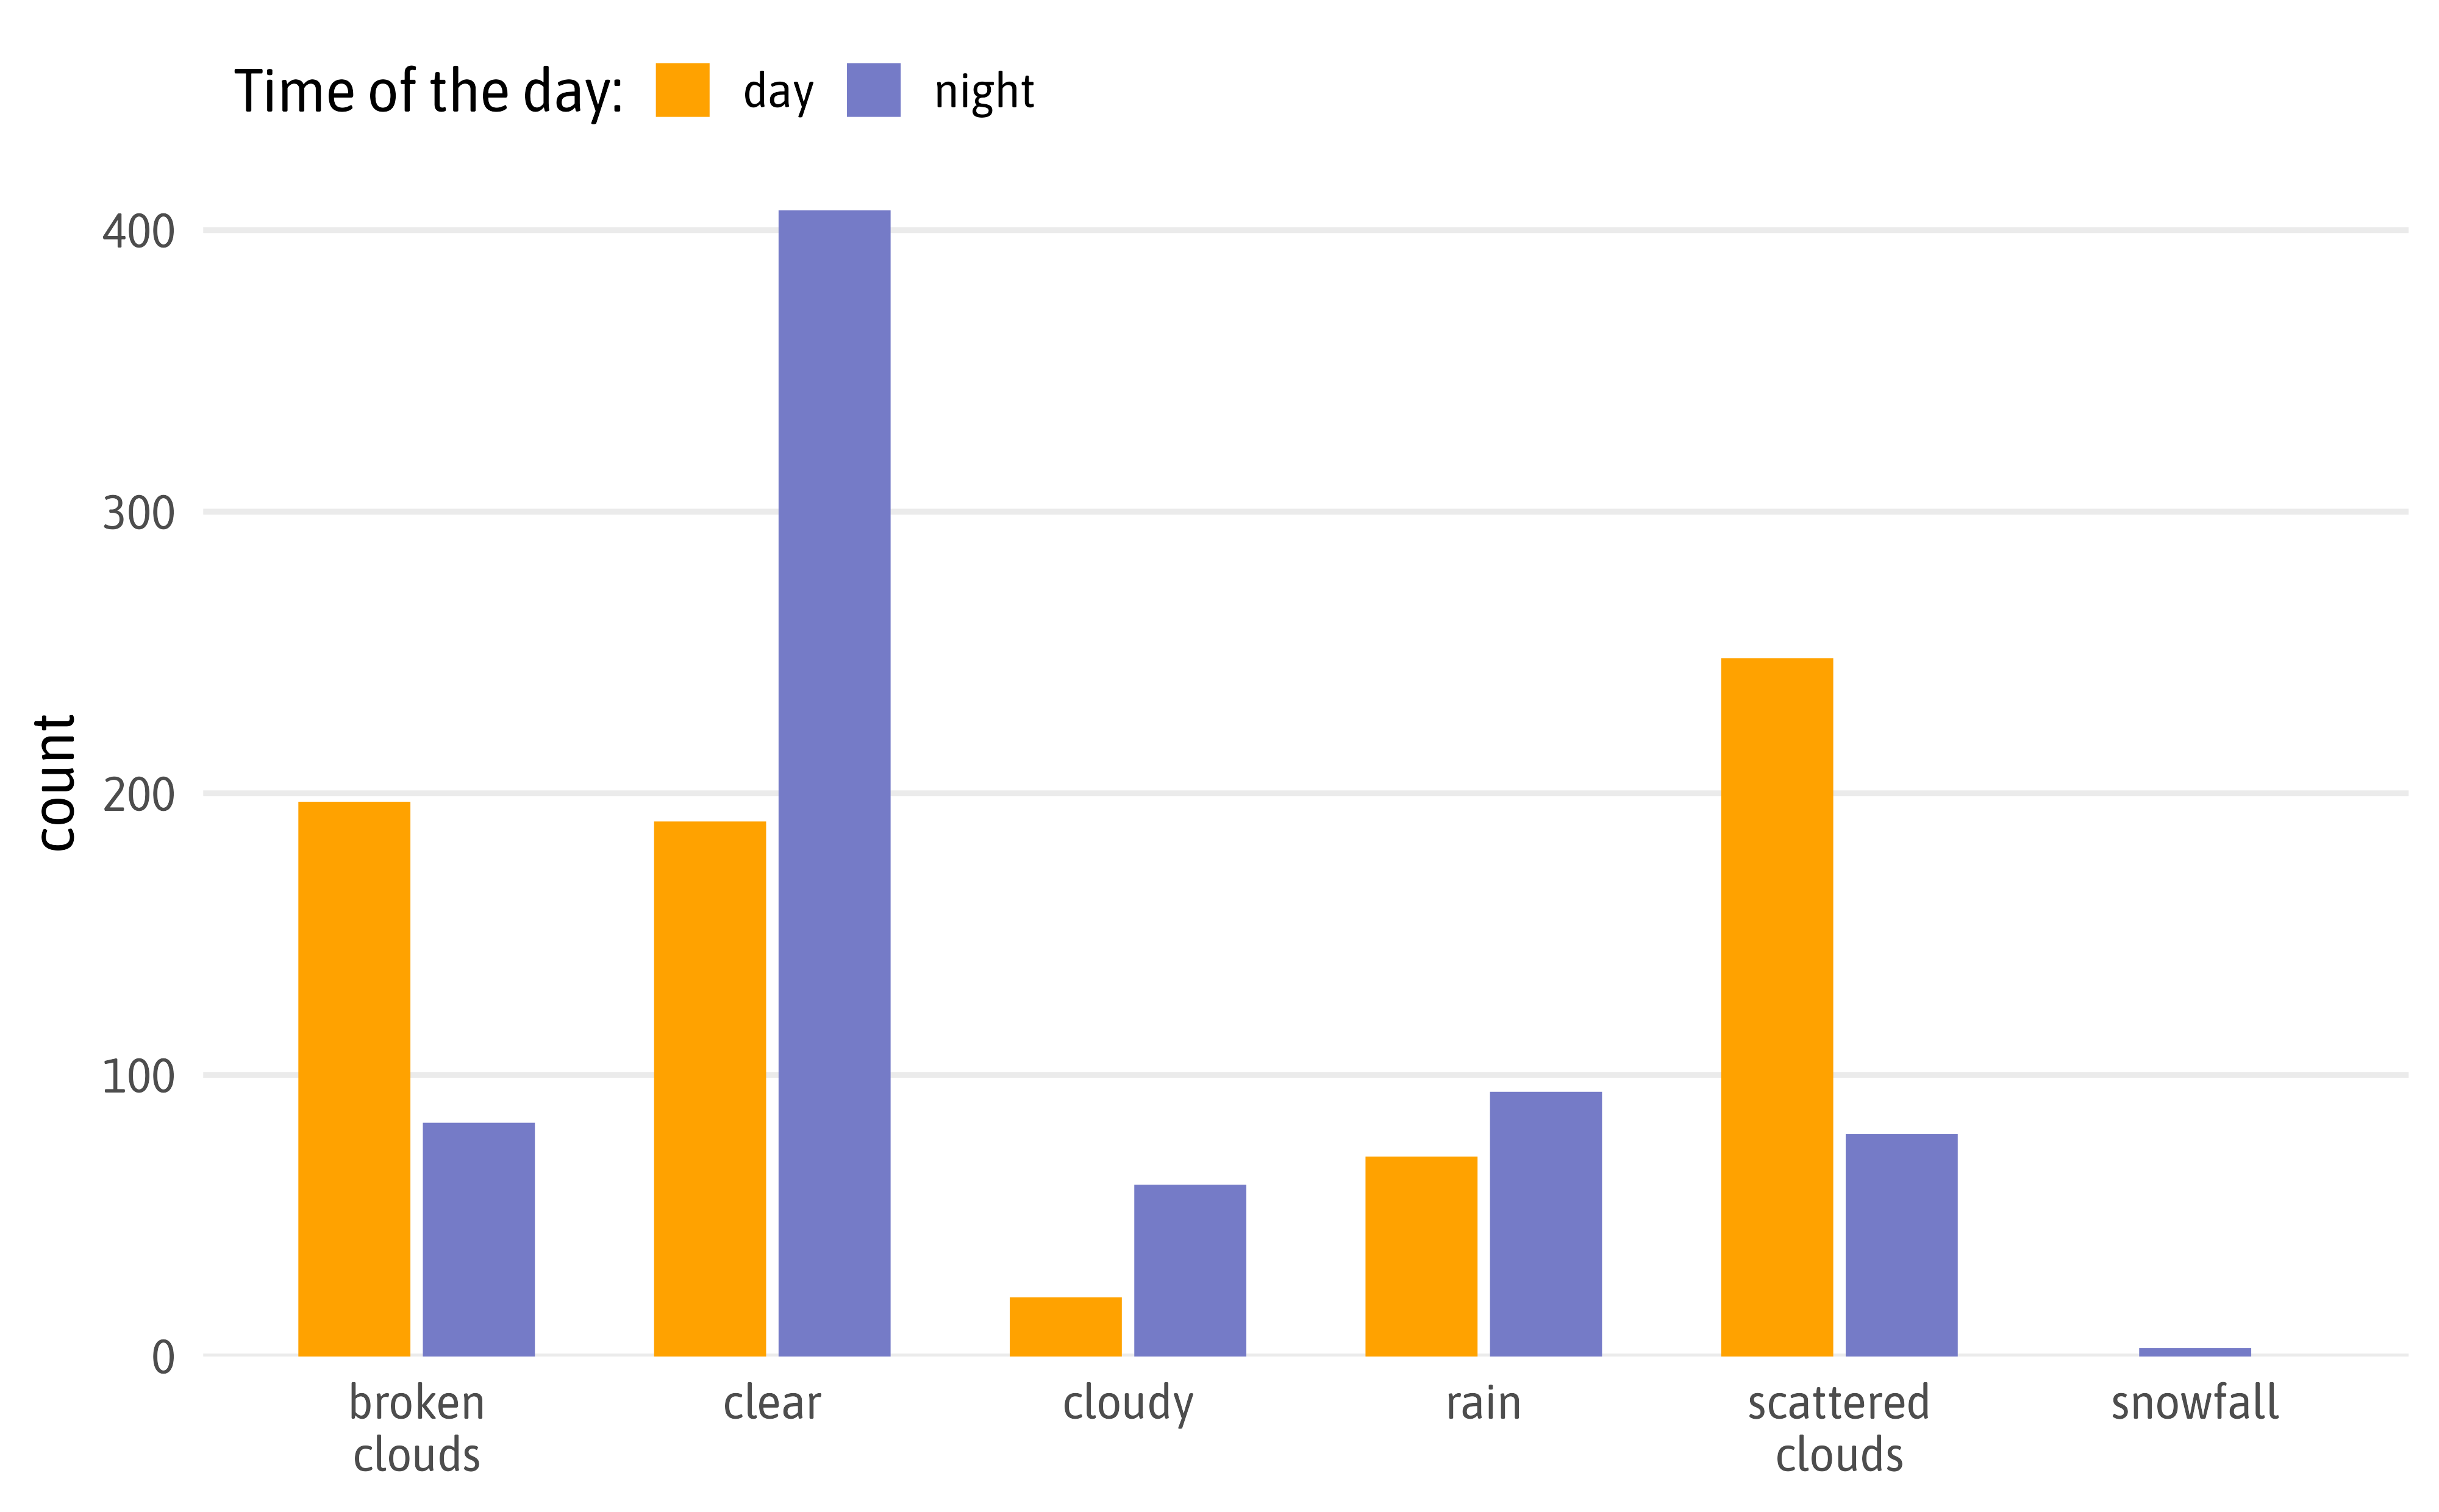 Time of the day: day night
400
300
200
100
0
count
broken clouds
clear
cloudy
rain
scattered clouds
snowfall